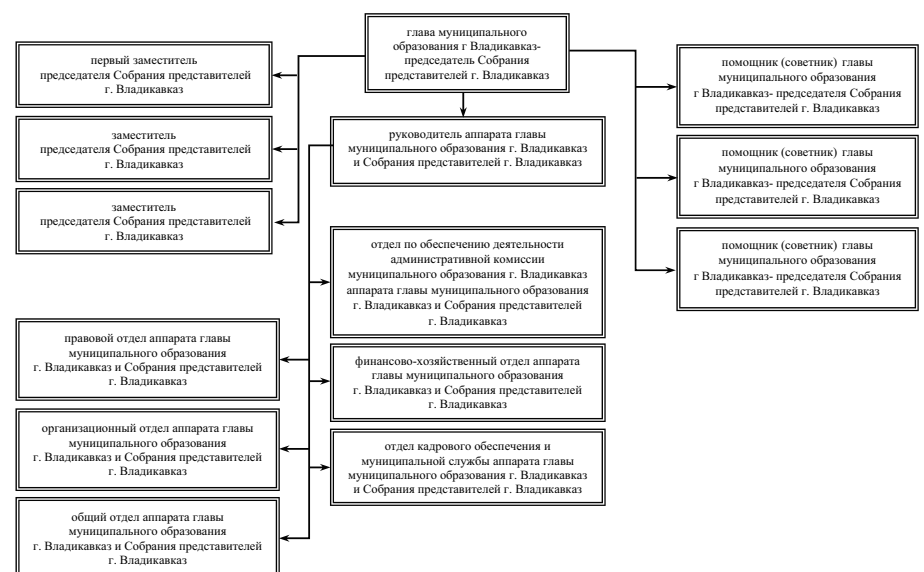 глава муниципального
образования г Владикавказ-
председатель Собрания
представителей г. Владикавказ
первый заместитель
председателя Собрания представителей
г. Владикавказ
заместитель
председателя Собрания представителей
г. Владикавказ
заместитель
председателя Собрания представителей
г. Владикавказ
руководитель аппарата главы
муниципального образования г. Владикавказ
и Собрания представителей г. Владикавказ
помощник (советник) главы
муниципального образования
г Владикавказ- председателя Собрания
представителей г. Владикавказ
помощник (советник) главы
муниципального образования
г Владикавказ- председателя Собрания
представителей г. Владикавказ
помощник (советник) главы
муниципального образования
г Владикавказ- председателя Собрания
представителей г. Владикавказ
отдел по обеспечению деятельности
административной комиссии
муниципального образования г. Владикавказ
аппарата главы муниципального образования
г. Владикавказ и Собрания представителей
г. Владикавказ
правовой отдел аппарата главы
муниципального образования
г. Владикавказ и Собрания представителей
г. Владикавказ
финансово-хозяйственный отдел аппарата
главы муниципального образования
г. Владикавказ и Собрания представителей
г. Владикавказ
организационный отдел аппарата главы
муниципального образования
г. Владикавказ и Собрания представителей
г. Владикавказ
отдел кадрового обеспечения и
муниципальной службы аппарата главы
муниципального образования г. Владикавказ
и Собрания представителей г. Владикавказ
общий отдел аппарата главы
муниципального образования
г. Владикавказ и Собрания представителей
г. Владикавказ